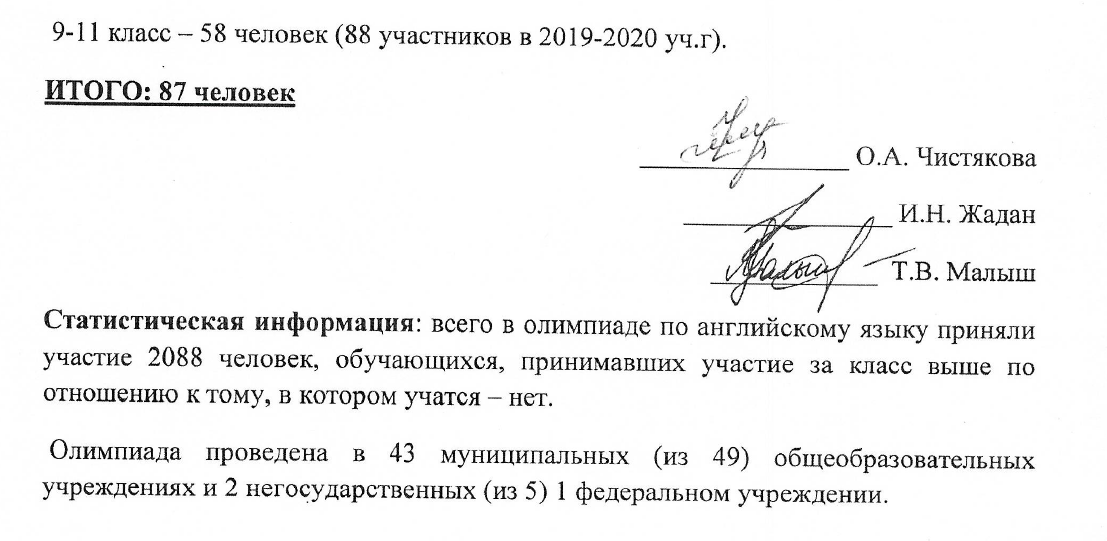 9-11 класс – 58 человек (88 участников в 2019-2020 уч.г).
ИТОГО: 87 человек
О.А. Чистякова
И.Н. Жадан
Т.В. Малыш
Статистическая информация: всего в олимпиаде по английскому языку приняли
участие 2088 человек, обучающихся, принимавших участие за класс выше по
отношению к тому, в котором учатся – нет.
Олимпиада проведена в 43 муниципальных (из 49) общеобразовательных
учреждениях и 2 негосударственных (из 5) 1 федеральном учреждении.